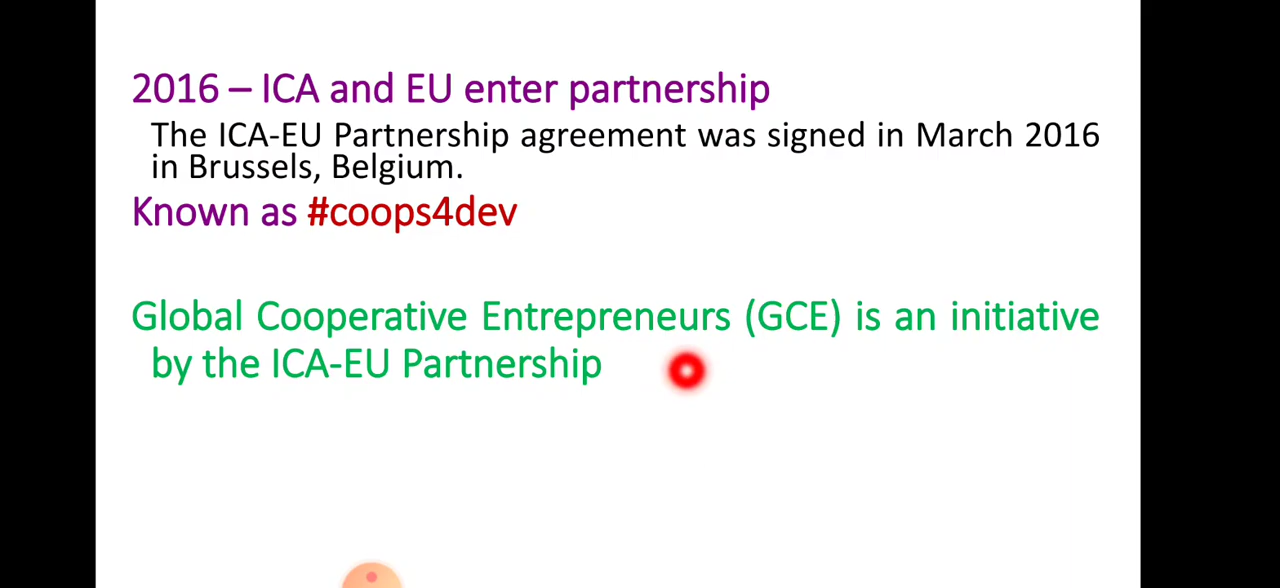 2016 – ICA and EU enter partnership
The ICA-EU Partnership agreement was signed in March 2016
in Brussels, Belgium.
Known as #coops4dev
Global Cooperative Entrepreneurs (GCE) is an initiative
by the ICA-EU Partnership